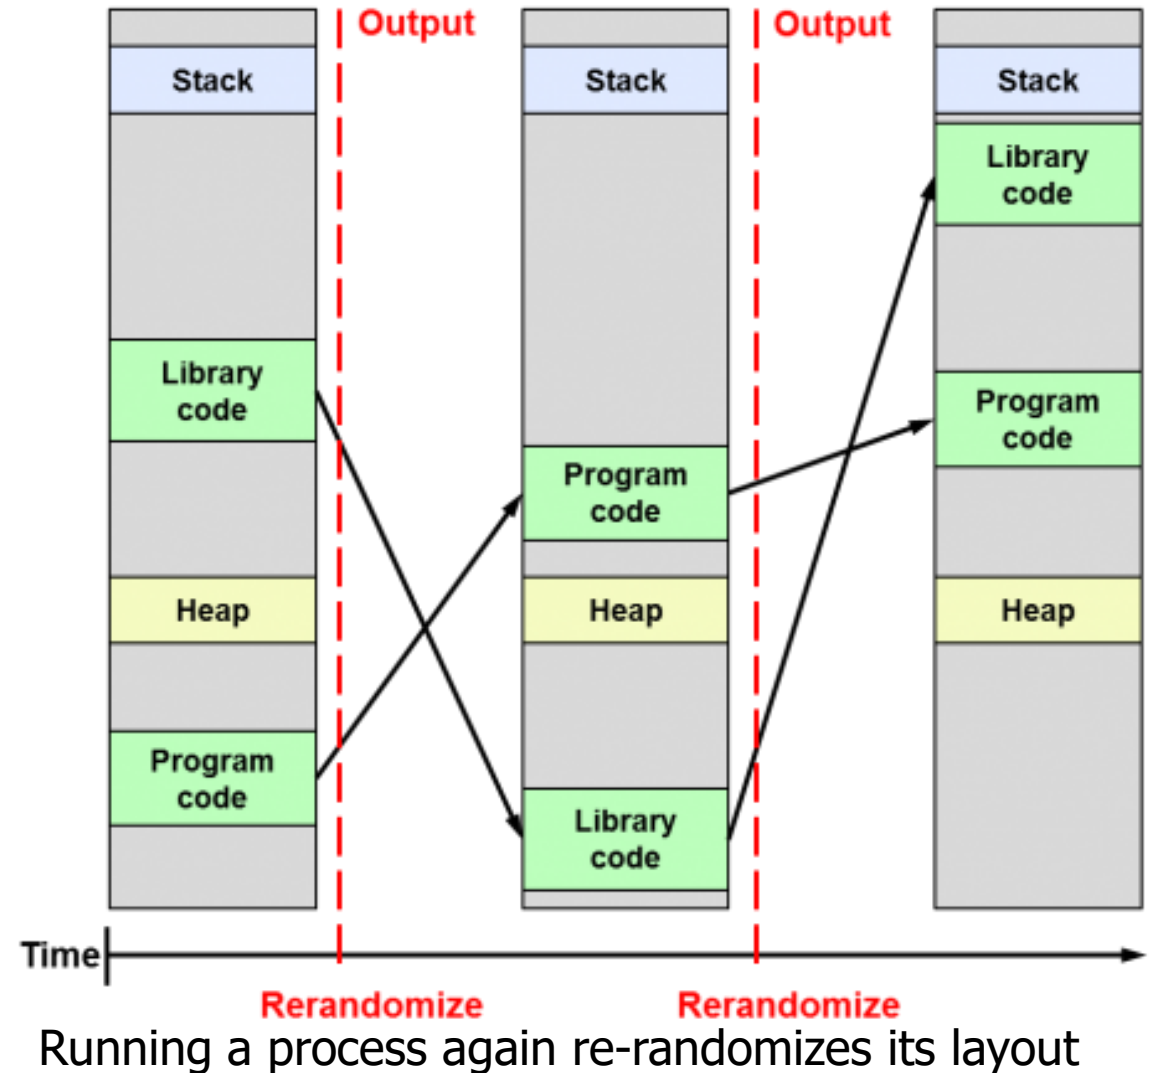 Output
Output
Stack
Stack
Stack
Library
code
Library
code
Program
code
Program
code
Heap
Heap
Heap
Program
code
Library
code
Time
Rerandomize
Rerandomize
Running a process again re-randomizes its layout